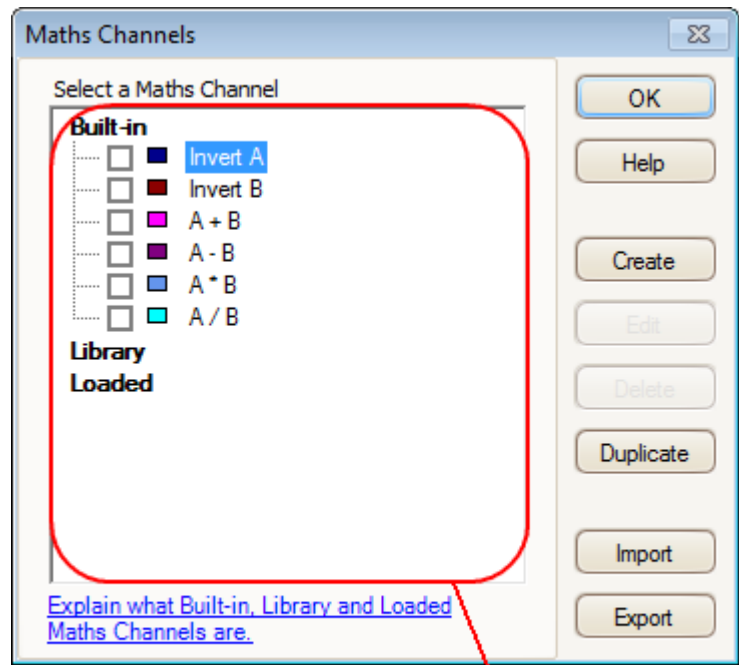 Maths Channels
Select a Maths Channel
Built-in
Invert A
Invert B
A + B
A - B
A * B
A / B
Library
Loaded
Explain what Built-in, Library and Loaded
Maths Channels are.
OK
Help
Create
Edit
Delete
Duplicate
Import
Export